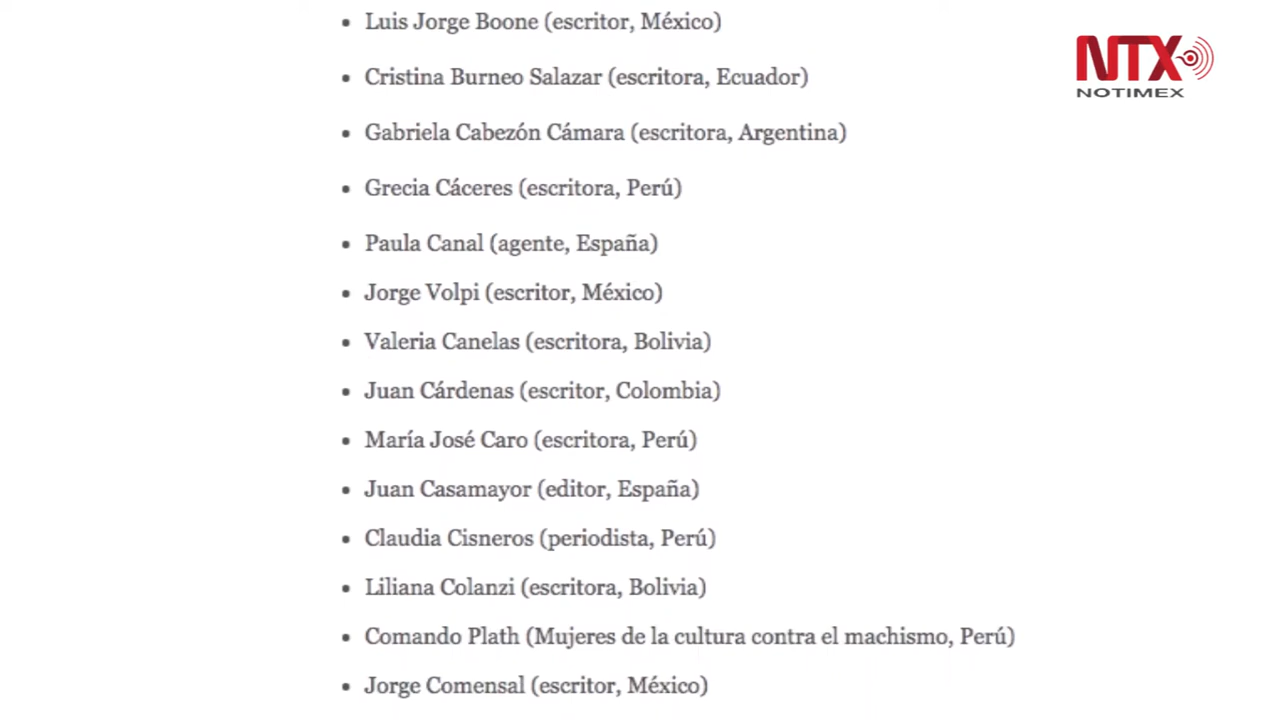 Luis Jorge Boone (escritor, México)
NTX
NOTIMEX
Cristina Burneo Salazar (escritora, Ecuador)
Gabriela Cabezón Cámara (escritora, Argentina)
Grecia Cáceres (escritora, Perú)
Paula Canal (agente, España)
Jorge Volpi (escritor, México)
Valeria Canelas (escritora, Bolivia)
Juan Cárdenas (escritor, Colombia)
María José Caro (escritora, Perú)
Juan Casamayor (editor, España)
Claudia Cisneros (periodista, Perú)
Liliana Colanzi (escritora, Bolivia)
Comando Plath (Mujeres de la cultura contra el machismo, Perú)
Jorge Comensal (escritor, México)